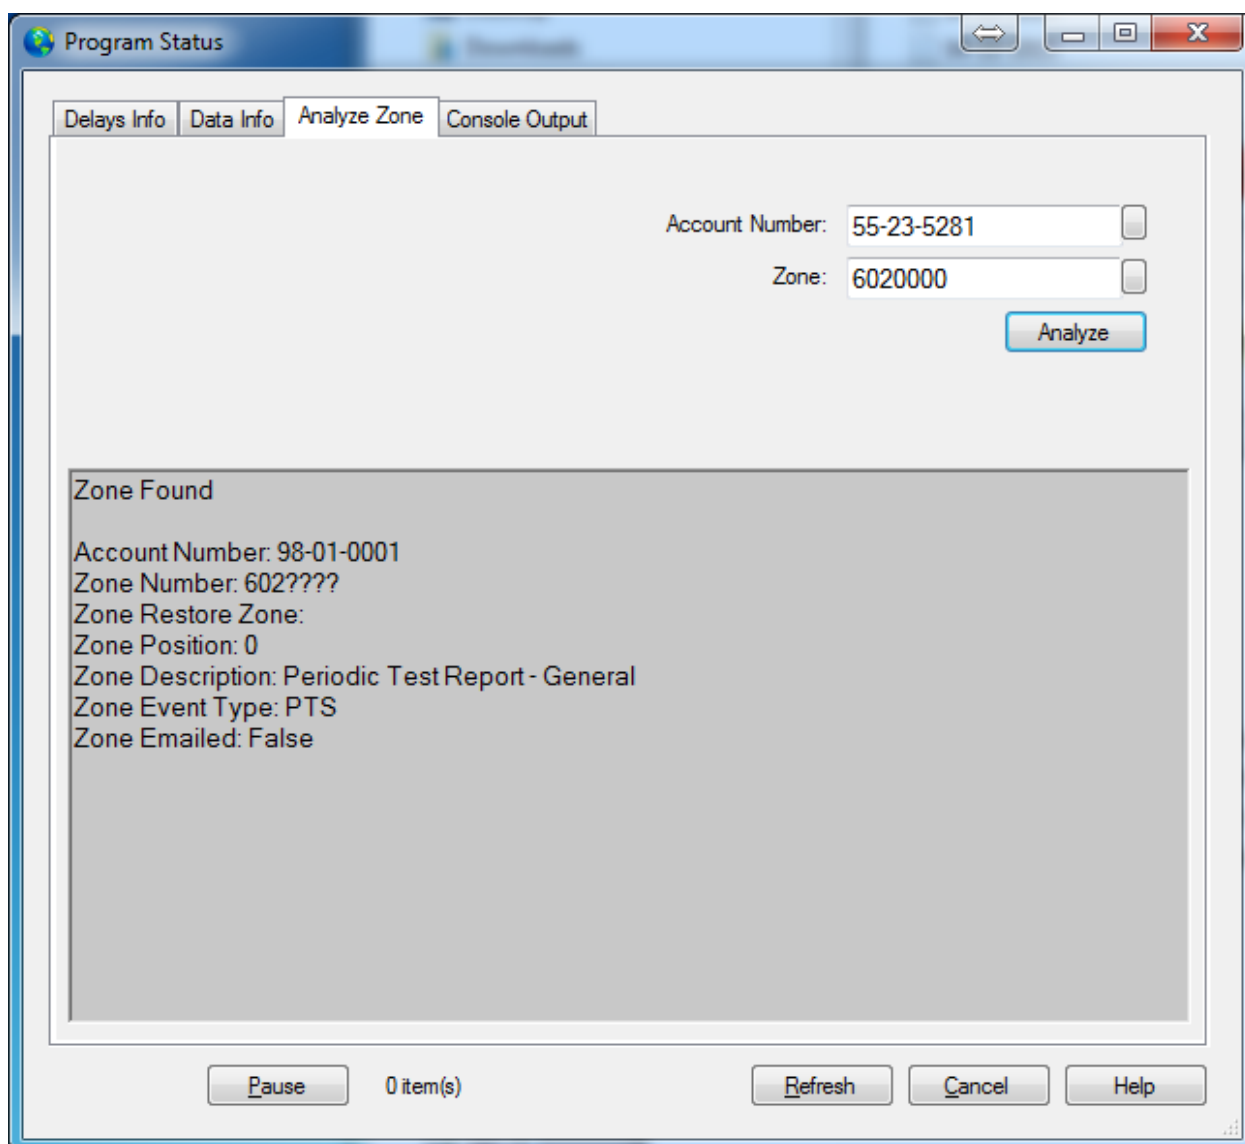 Program Status
Downloads
Delays Info
Data Info
Analyze Zone
Console Output
Account Number: 55-23-5281
Zone: 6020000
Analyze
Zone Found
Account Number: 98-01-0001
Zone Number: 602????
Zone Restore Zone:
Zone Position: 0
Zone Description: Periodic Test Report - General
Zone Event Type: PTS
Zone Emailed: False
Pause
0 item(s)
Refresh
Cancel
Help